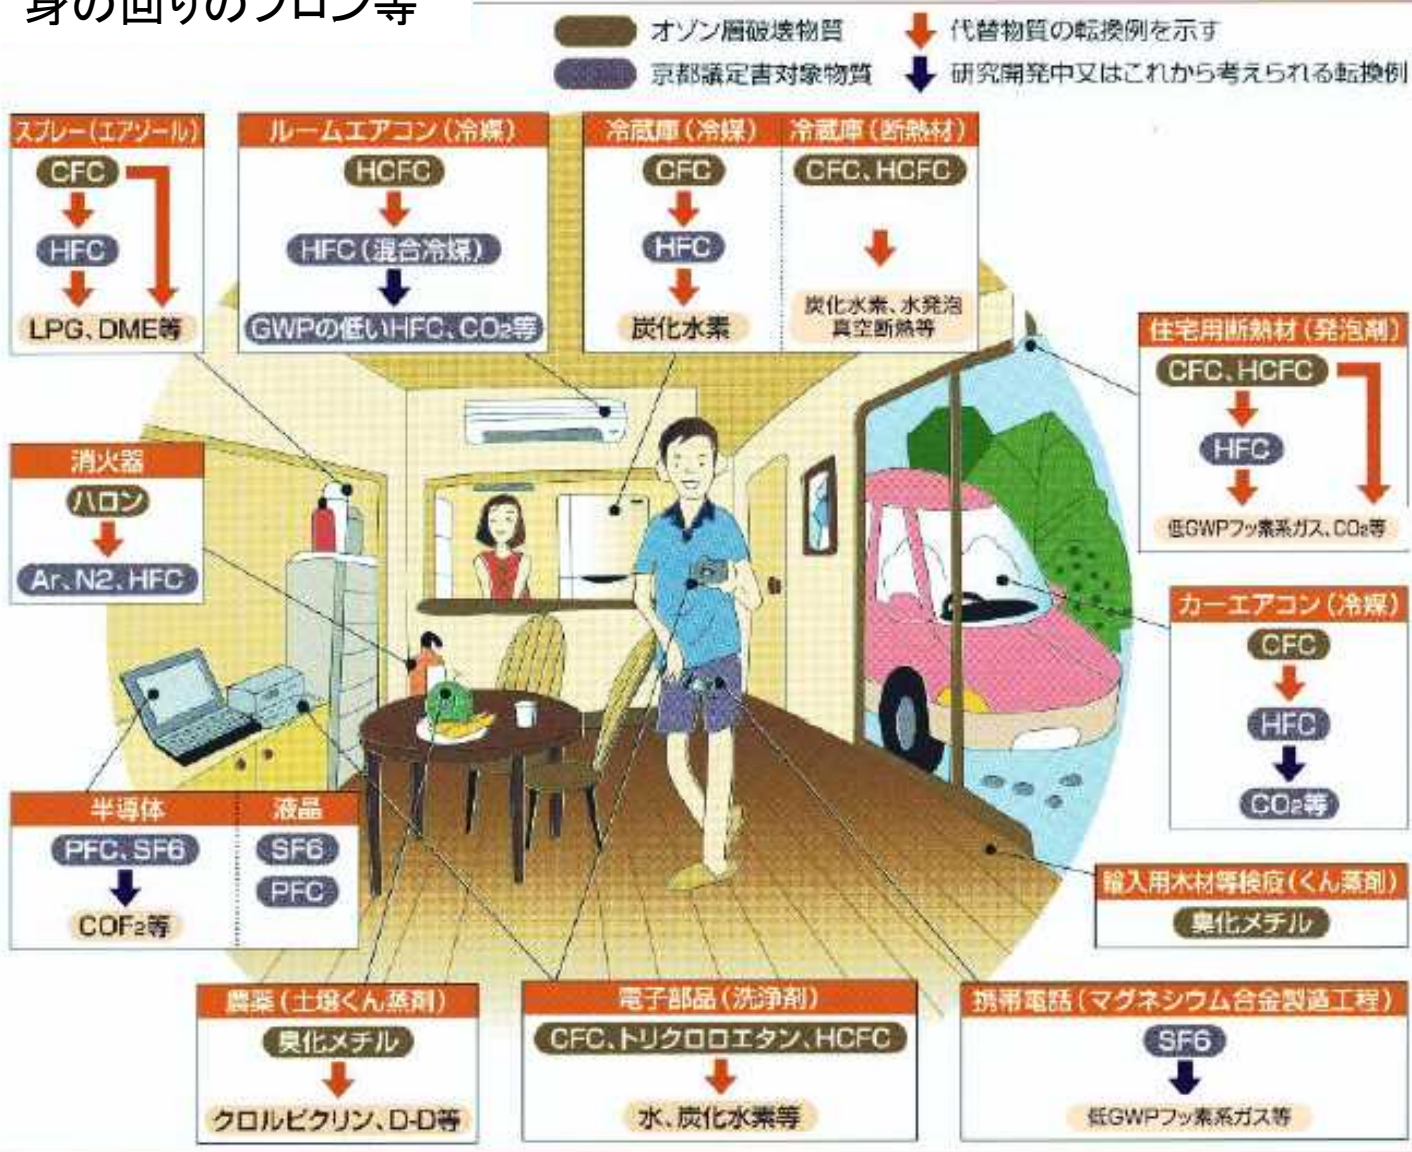 身の回りのフロン等
オゾン層破壊物質
代替物質の転換例を示す
京都議定書対象物質
研究開発中又はこれから考えられる転換例
スプレー(エアゾール)
CFC
HFC
LPG、DME等
ルームエアコン(冷媒)
HCFC
HFC(混合冷媒)
GWPの低いHFC、CO2等
冷蔵庫(冷媒)
CFC
HFC
炭化水素
冷蔵庫(断熱材)
CFC、HCFC
炭化水素、水発泡
真空断熱等
住宅用断熱材(発泡剤)
CFC、HCFC
HFC
低GWPフッ素系ガス、CO2等
消火器
ハロン
Ar、N2、HFC
カーエアコン(冷媒)
CFC
HFC
CO2等
半導体
PFC、SF6
COF2等
液晶
SF6
PFC
輸入用木材等検疫(くん蒸剤)
臭化メチル
農薬(土壌くん蒸剤)
臭化メチル
クロルピクリン、D-D等
電子部品(洗浄剤)
CFC、トリクロロエタン、HCFC
水、炭化水素等
携帯電話(マグネシウム合金製造工程)
SF6
低GWPフッ素系ガス等